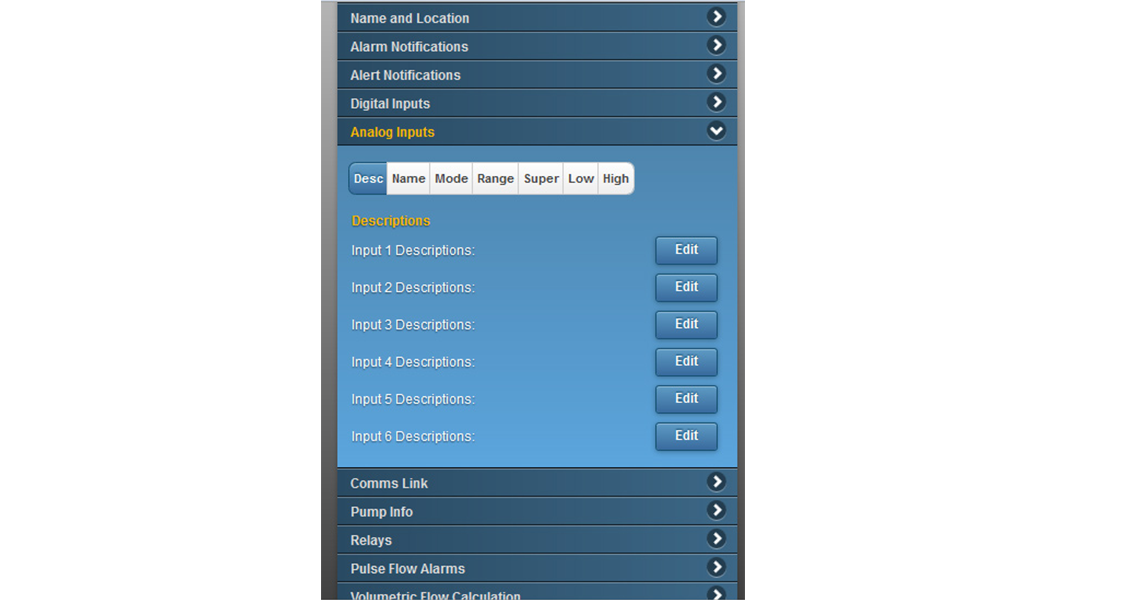 Name and Location
Alarm Notifications
Alert Notifications
Digital Inputs
Analog Inputs
Desc Name Mode Range Super Low High
Descriptions
Input 1 Descriptions: Edit
Input 2 Descriptions: Edit
Input 3 Descriptions: Edit
Input 4 Descriptions: Edit
Input 5 Descriptions: Edit
Input 6 Descriptions: Edit
Comms Link
Pump Info
Relays
Pulse Flow Alarms
Volumetric Flow Calculation